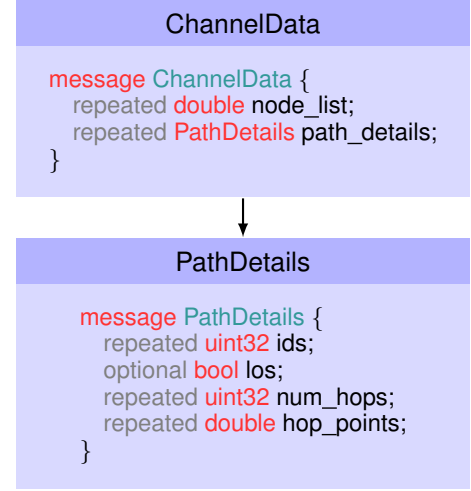 ChannelData
message ChannelData {
repeated double node_list;
repeated PathDetails path_details;
}
PathDetails
message PathDetails {
repeated uint32 ids;
optional bool los;
repeated uint32 num_hops;
repeated double hop_points;
}